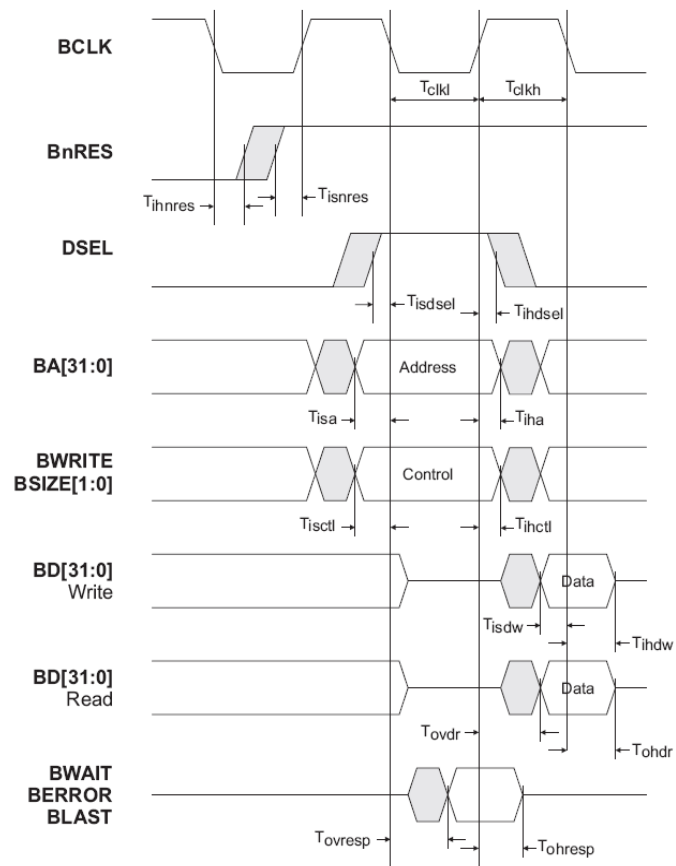 BCLK
Tclkl
Tclkh
BnRES
Tihnres
Tisnres
DSEL
Tisdsel
Tihdsel
BA[31:0]
Address
Tisa
Tiha
BWRITE
BSIZE[1:0]
Control
Tisctl
Tihctl
BD[31:0]
Write
Data
Tisdw
Tihdw
BD[31:0]
Read
Data
Tovdr
Tohdr
BWAIT
BERROR
BLAST
Tovresp
Tohresp